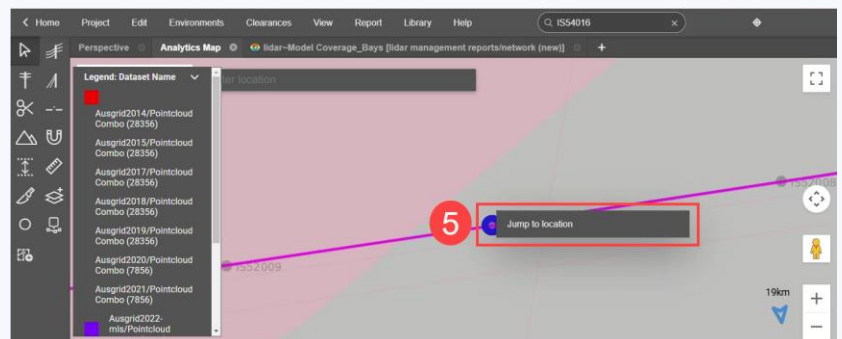 Home Project Edit Environments Clearances View Report Library Help IS54016
Perspective Analytics Map lidar~Model Coverage_Bays [lidar management reports/network (new)]
Legend: Dataset Name
er location
Ausgrid2014/Pointcloud
Combo (28356)
Ausgrid2015/Pointcloud
Combo (28356)
Ausgrid2017/Pointcloud
Combo (28356)
Ausgrid2018/Pointcloud
Combo (28356)
Ausgrid2019/Pointcloud
Combo (28356)
Ausgrid2020/Pointcloud
Combo (7856)
Ausgrid2021/Pointcloud
Combo (7856)
Ausgrid2022-
mls/Pointcloud
IS52008
5
Jump to location
IS52009
19km